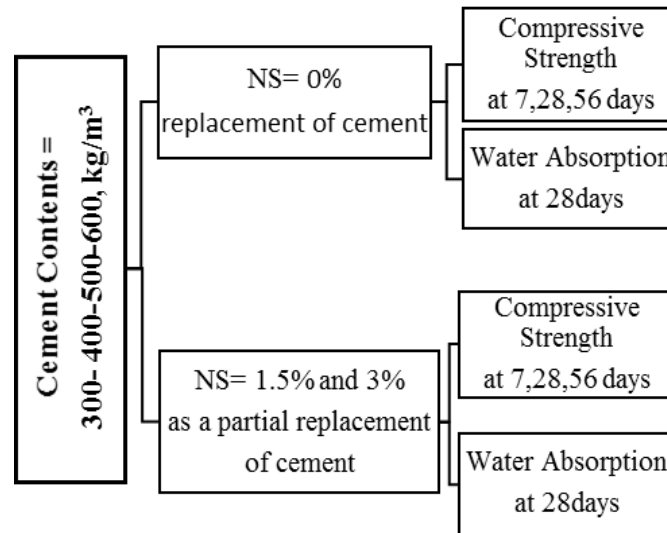 Cement Contents =
300- 400-500-600, kg/m³
NS= 0%
replacement of cement
Compressive
Strength
at 7,28,56 days
Water Absorption
at 28days
NS= 1.5% and 3%
as a partial replacement
of cement
Compressive
Strength
at 7,28,56 days
Water Absorption
at 28days